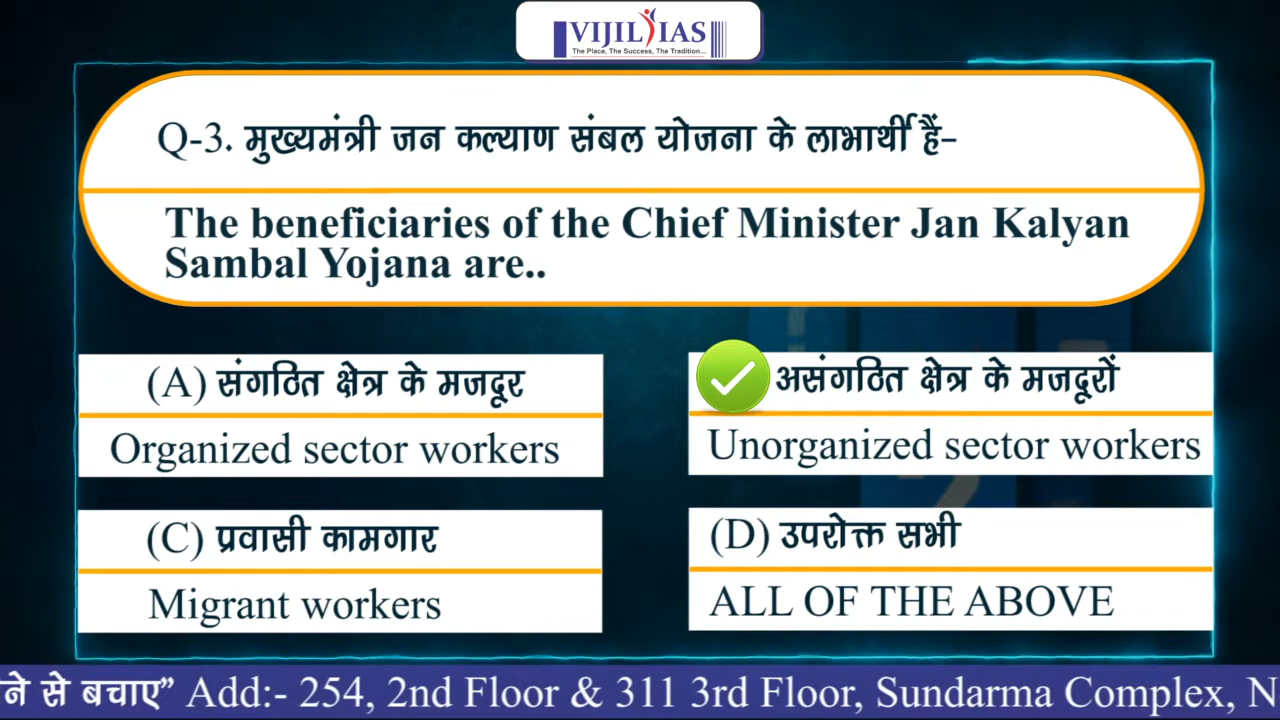 VIJIL IAS
The Place, The Success, The Tradition...
Q-3. मुख्यमंत्री जन कल्याण संबल योजना के लाभार्थी हैं-
The beneficiaries of the Chief Minister Jan Kalyan
Sambal Yojana are..
(A) संगठित क्षेत्र के मजदूर
Organized sector workers
असंगठित क्षेत्र के मजदूरों
Unorganized sector workers
(C) प्रवासी कामगार
Migrant workers
(D) उपरोक्त सभी
ALL OF THE ABOVE
ने से बचाए” Add:- 254, 2nd Floor & 311 3rd Floor, Sundarma Complex, N